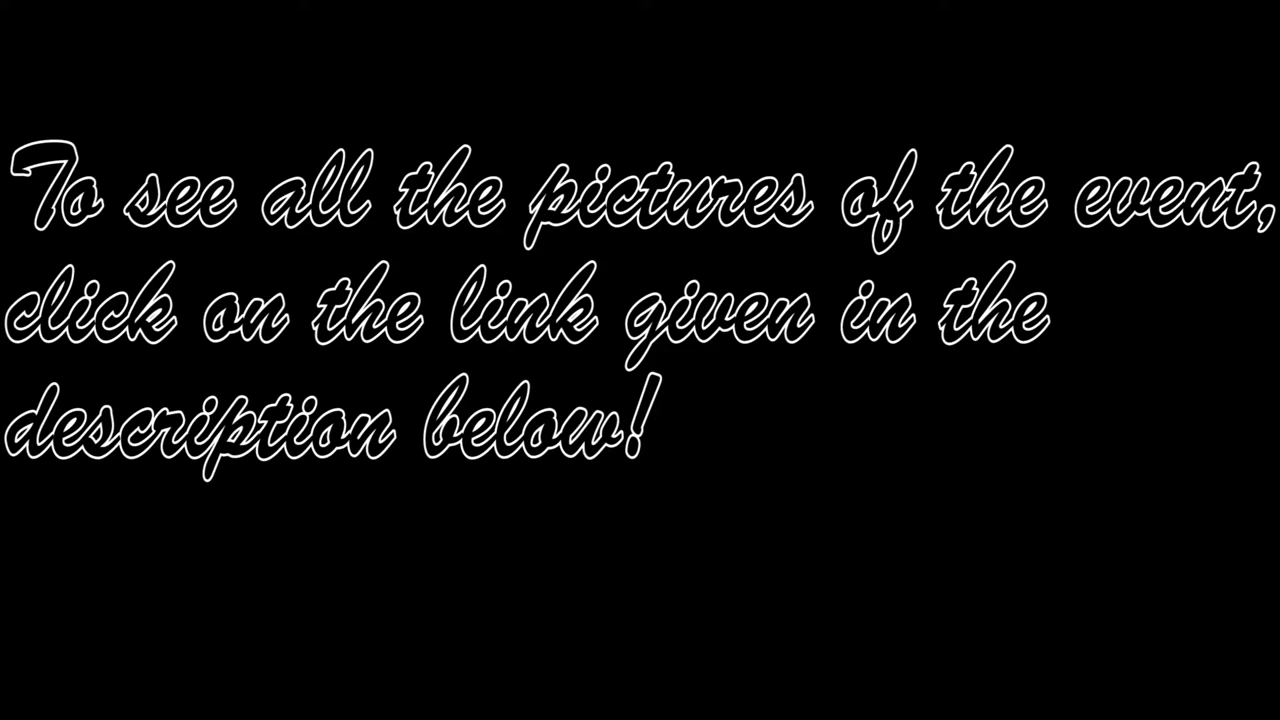 To see all the pictures of the event,
click on the link given in the
description below!